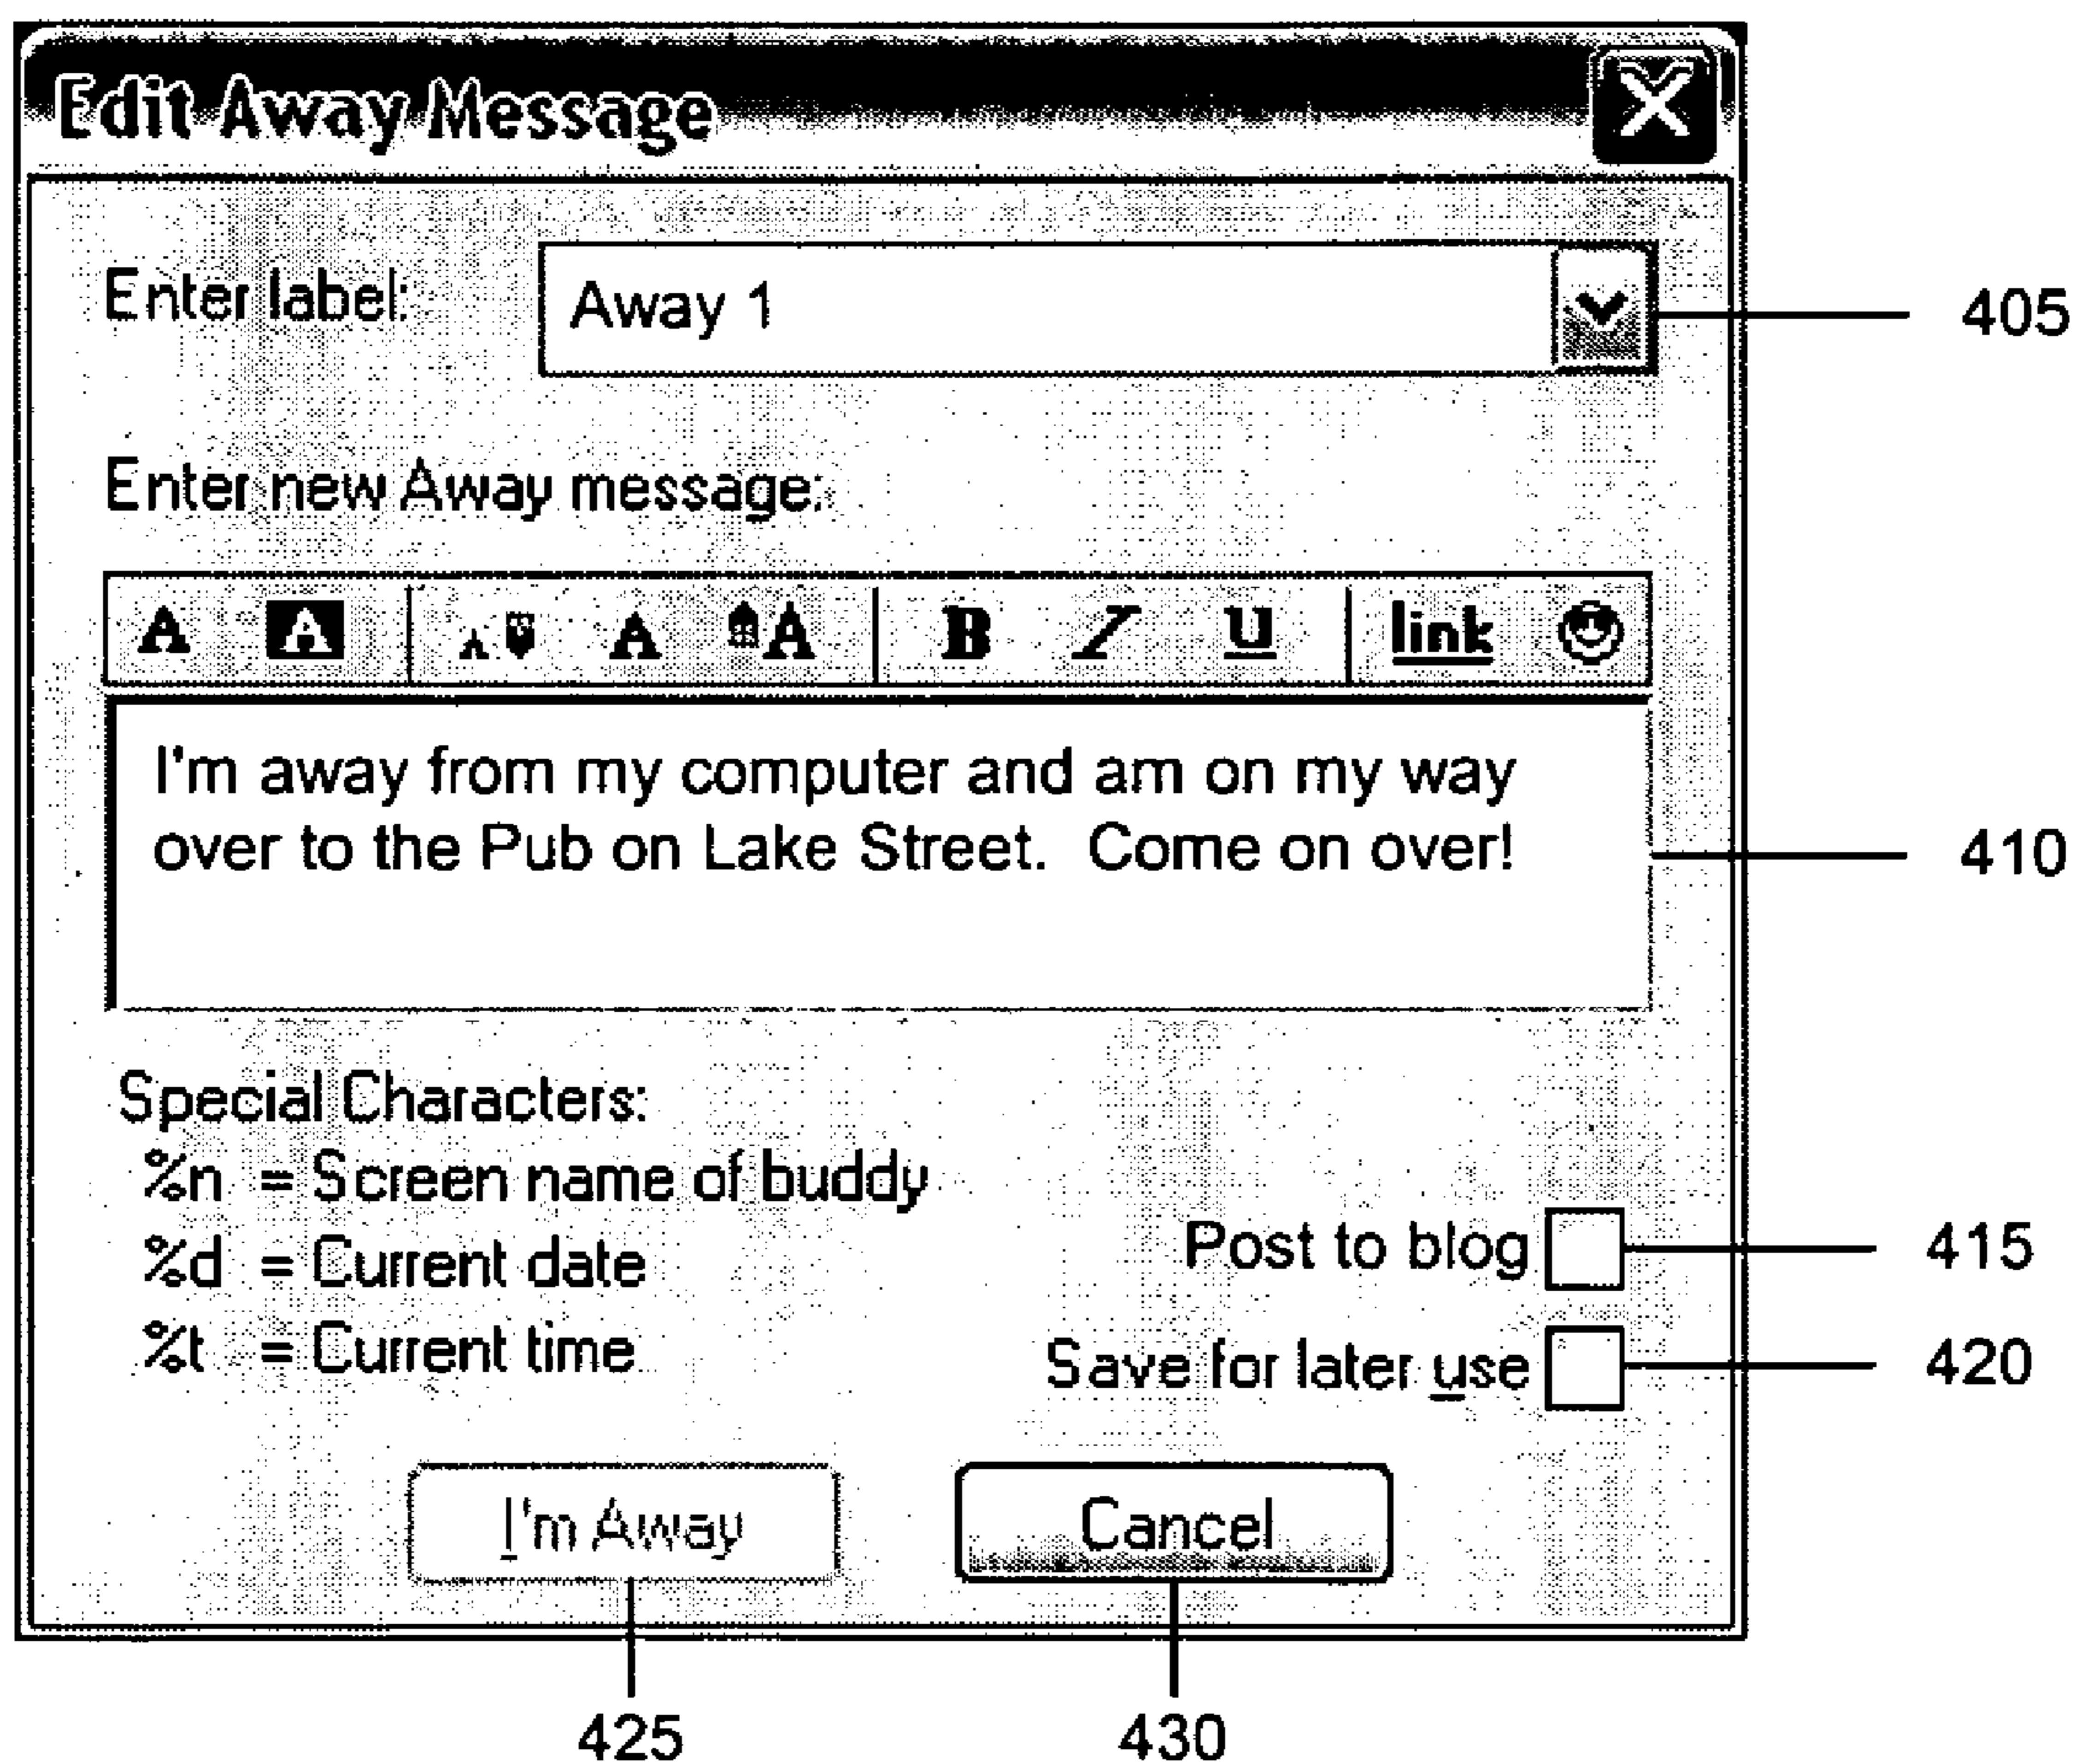 Edit Away Message X
Enter label: Away 1 405
Enter new Away message:
A A A A A B I U link
I'm away from my computer and am on my way
over to the Pub on Lake Street. Come on over! 410
Special Characters:
%n = Screen name of buddy
%d = Current date
%t = Current time
Post to blog 415
Save for later use 420
I'm Away Cancel
425 430